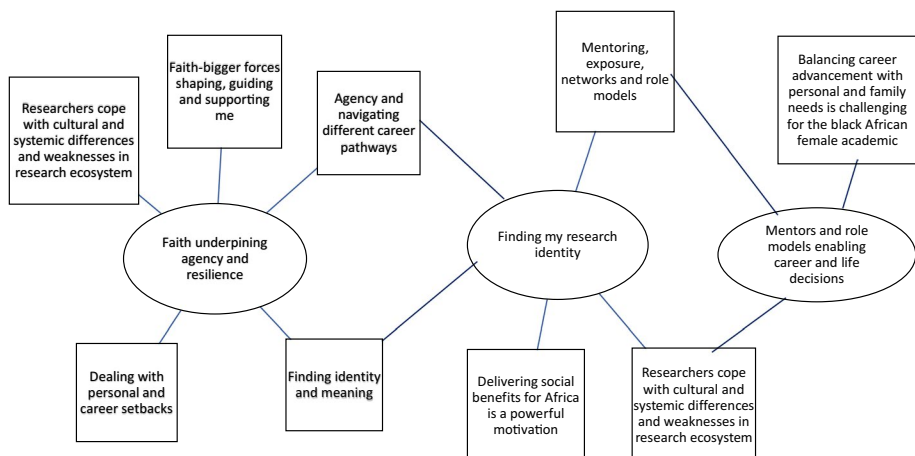 Researchers cope
with cultural and
systemic differences
and weaknesses in
research ecosystem
Faith-bigger forces
shaping, guiding
and supporting
me
Agency and
navigating different
career pathways
Mentoring,
exposure,
networks and role
models
Balancing career
advancement with
personal and family
needs is challenging
for the black African
female academic
Faith underpining
agency and
resilience
Finding my research
identity
Mentors and role
models enabling
career and life
decisions
Dealing with
personal and
career setbacks
Finding identity
and meaning
Delivering social
benefits for Africa
is a powerful
motivation
Researchers cope
with cultural and
systemic differences
and weaknesses in
research ecosystem